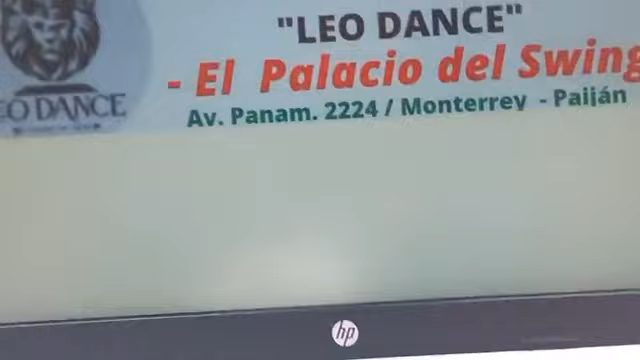 "LEO DANCE"
- El Palacio del Swing
Av. Panam. 2224 / Monterrey - Paiján
EO DANCE
hp